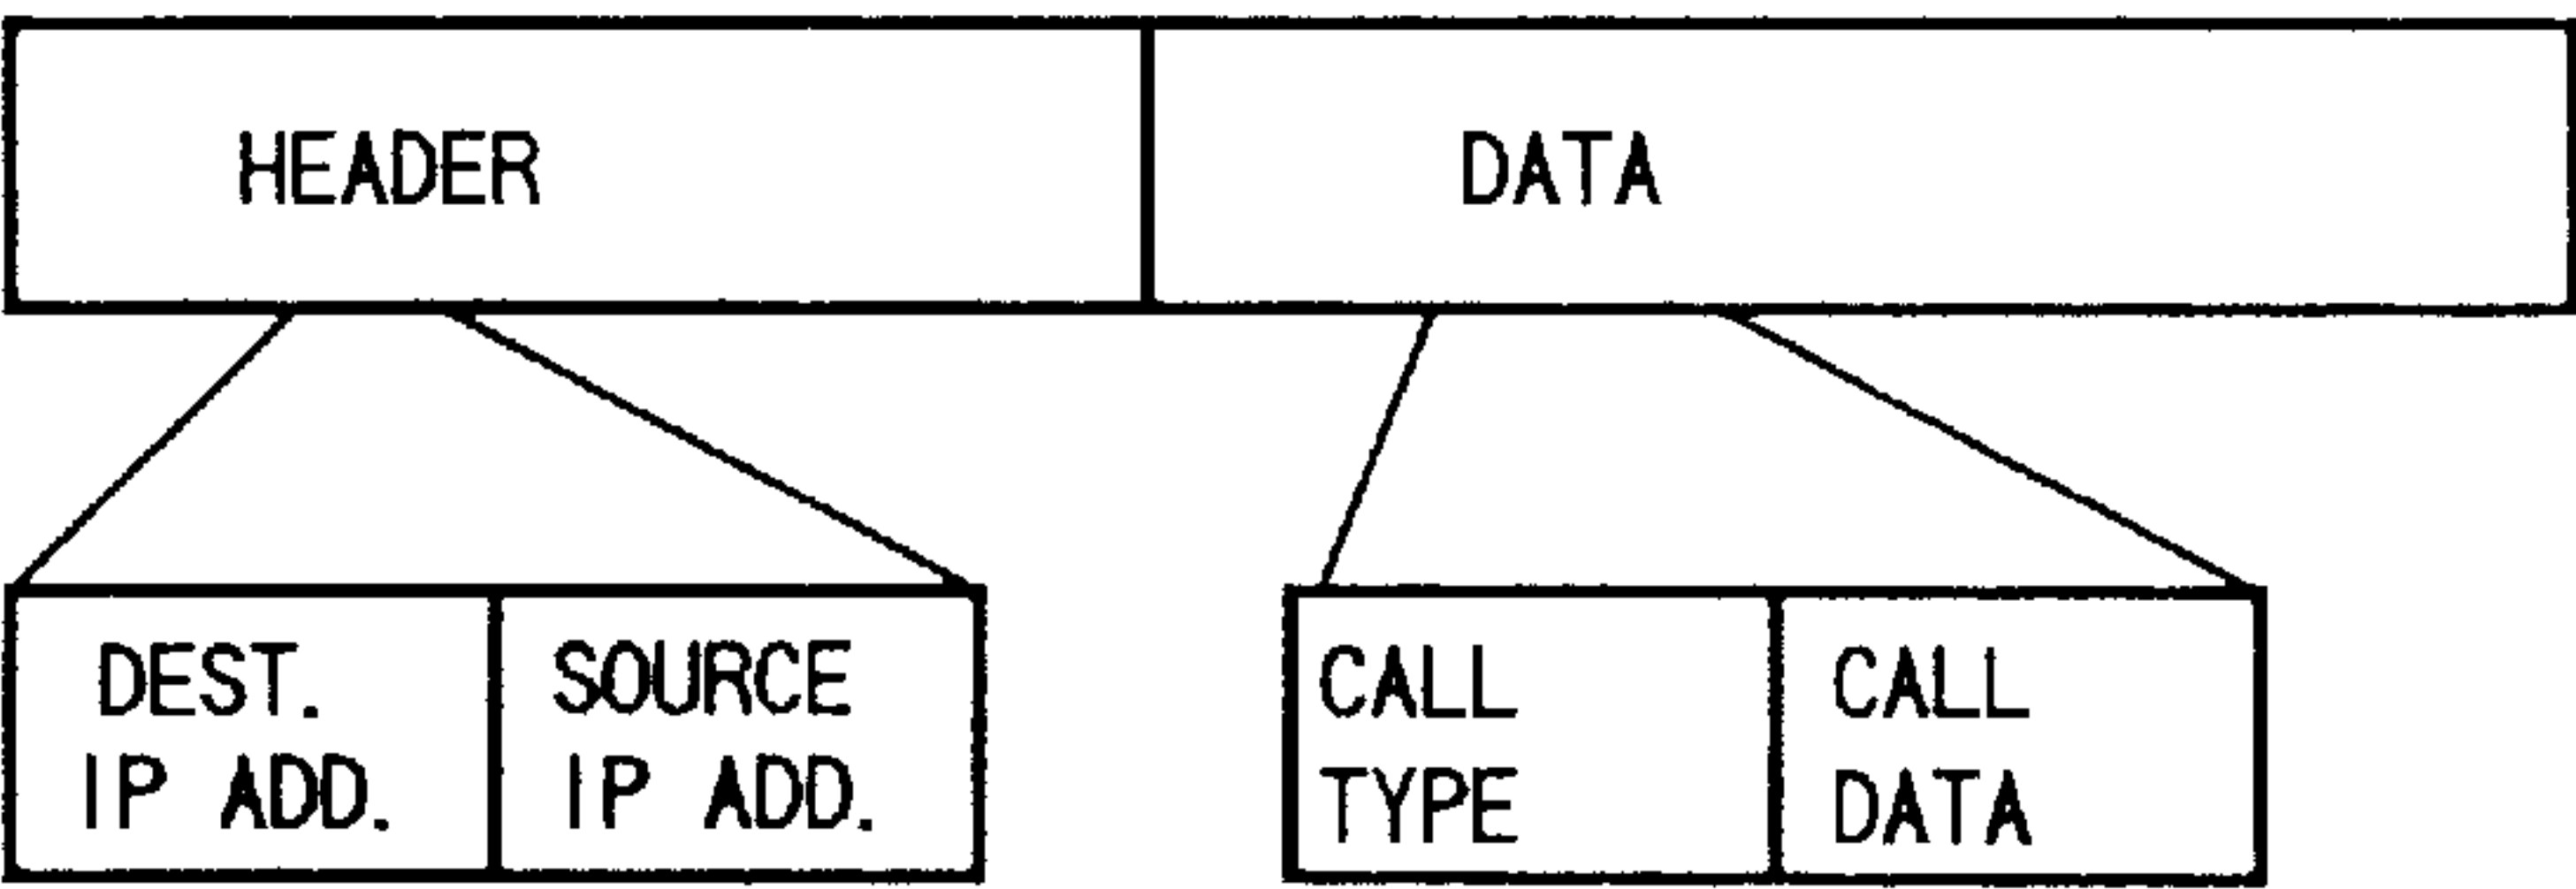 HEADER
DATA
DEST.
IP ADD.
SOURCE
IP ADD.
CALL
TYPE
CALL
DATA